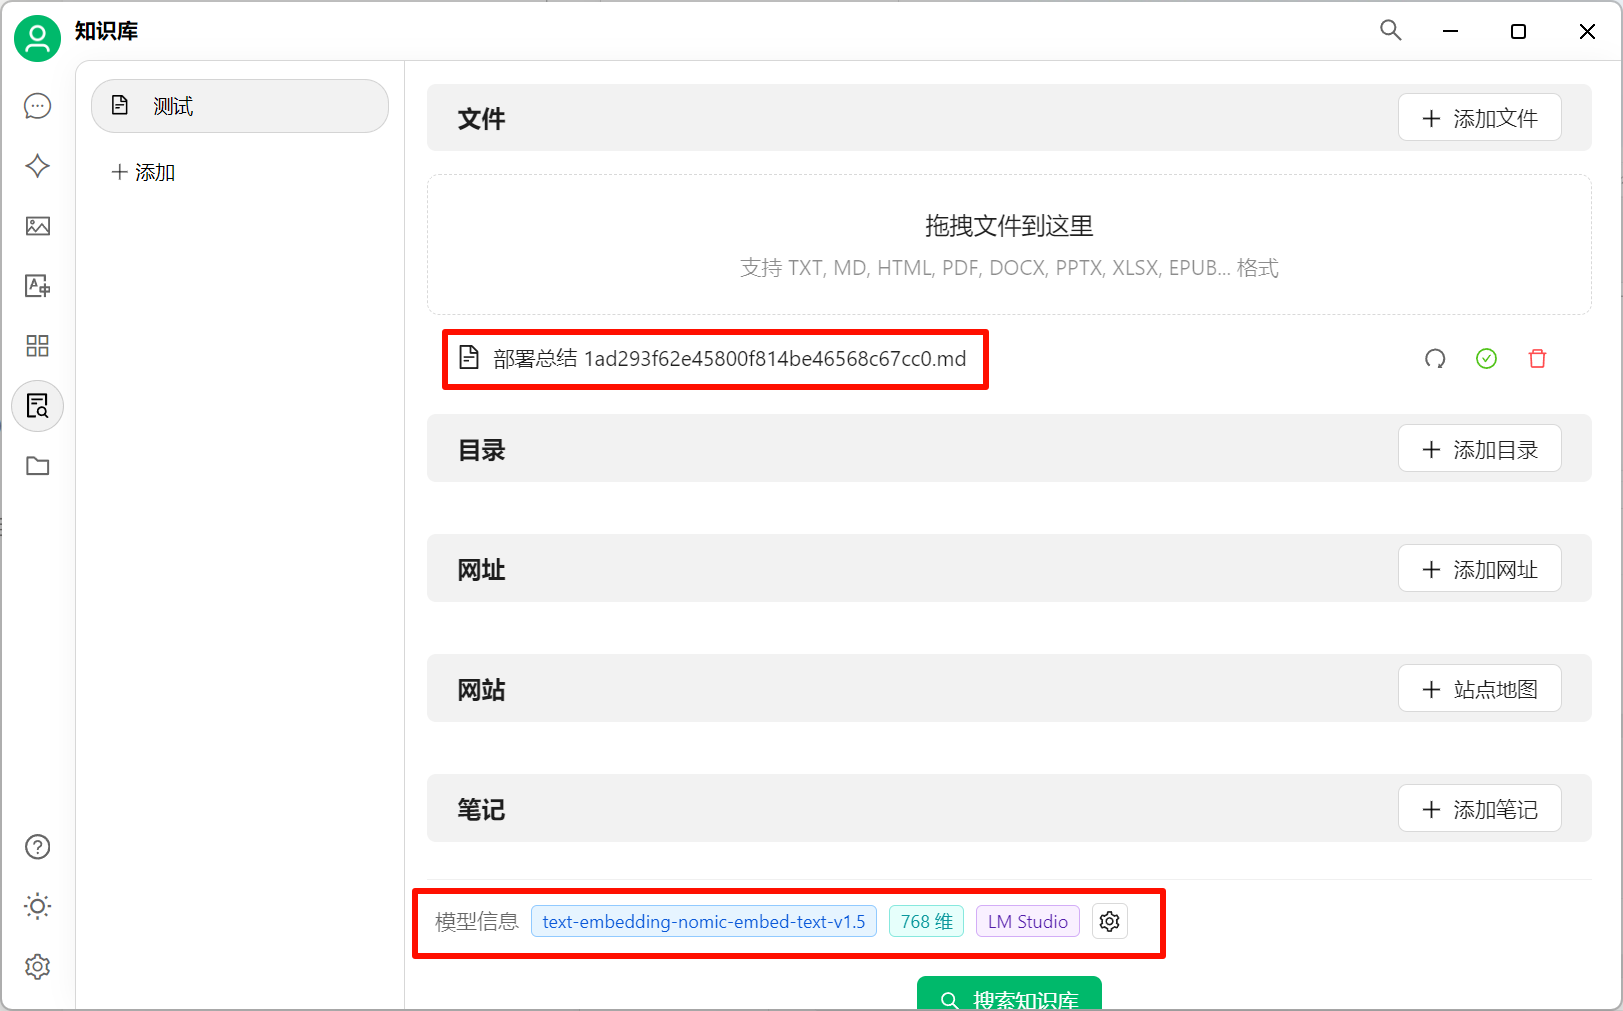 知识库
测试
添加
文件
添加文件
拖拽文件到这里
支持 TXT, MD, HTML, PDF, DOCX, PPTX, XLSX, EPUB... 格式
部署总结 1ad293f62e45800f814be46568c67cc0.md
目录
添加目录
网址
添加网址
网站
站点地图
笔记
添加笔记
模型信息 text-embedding-nomic-embed-text-v1.5 768 维 LM Studio
搜索知识库